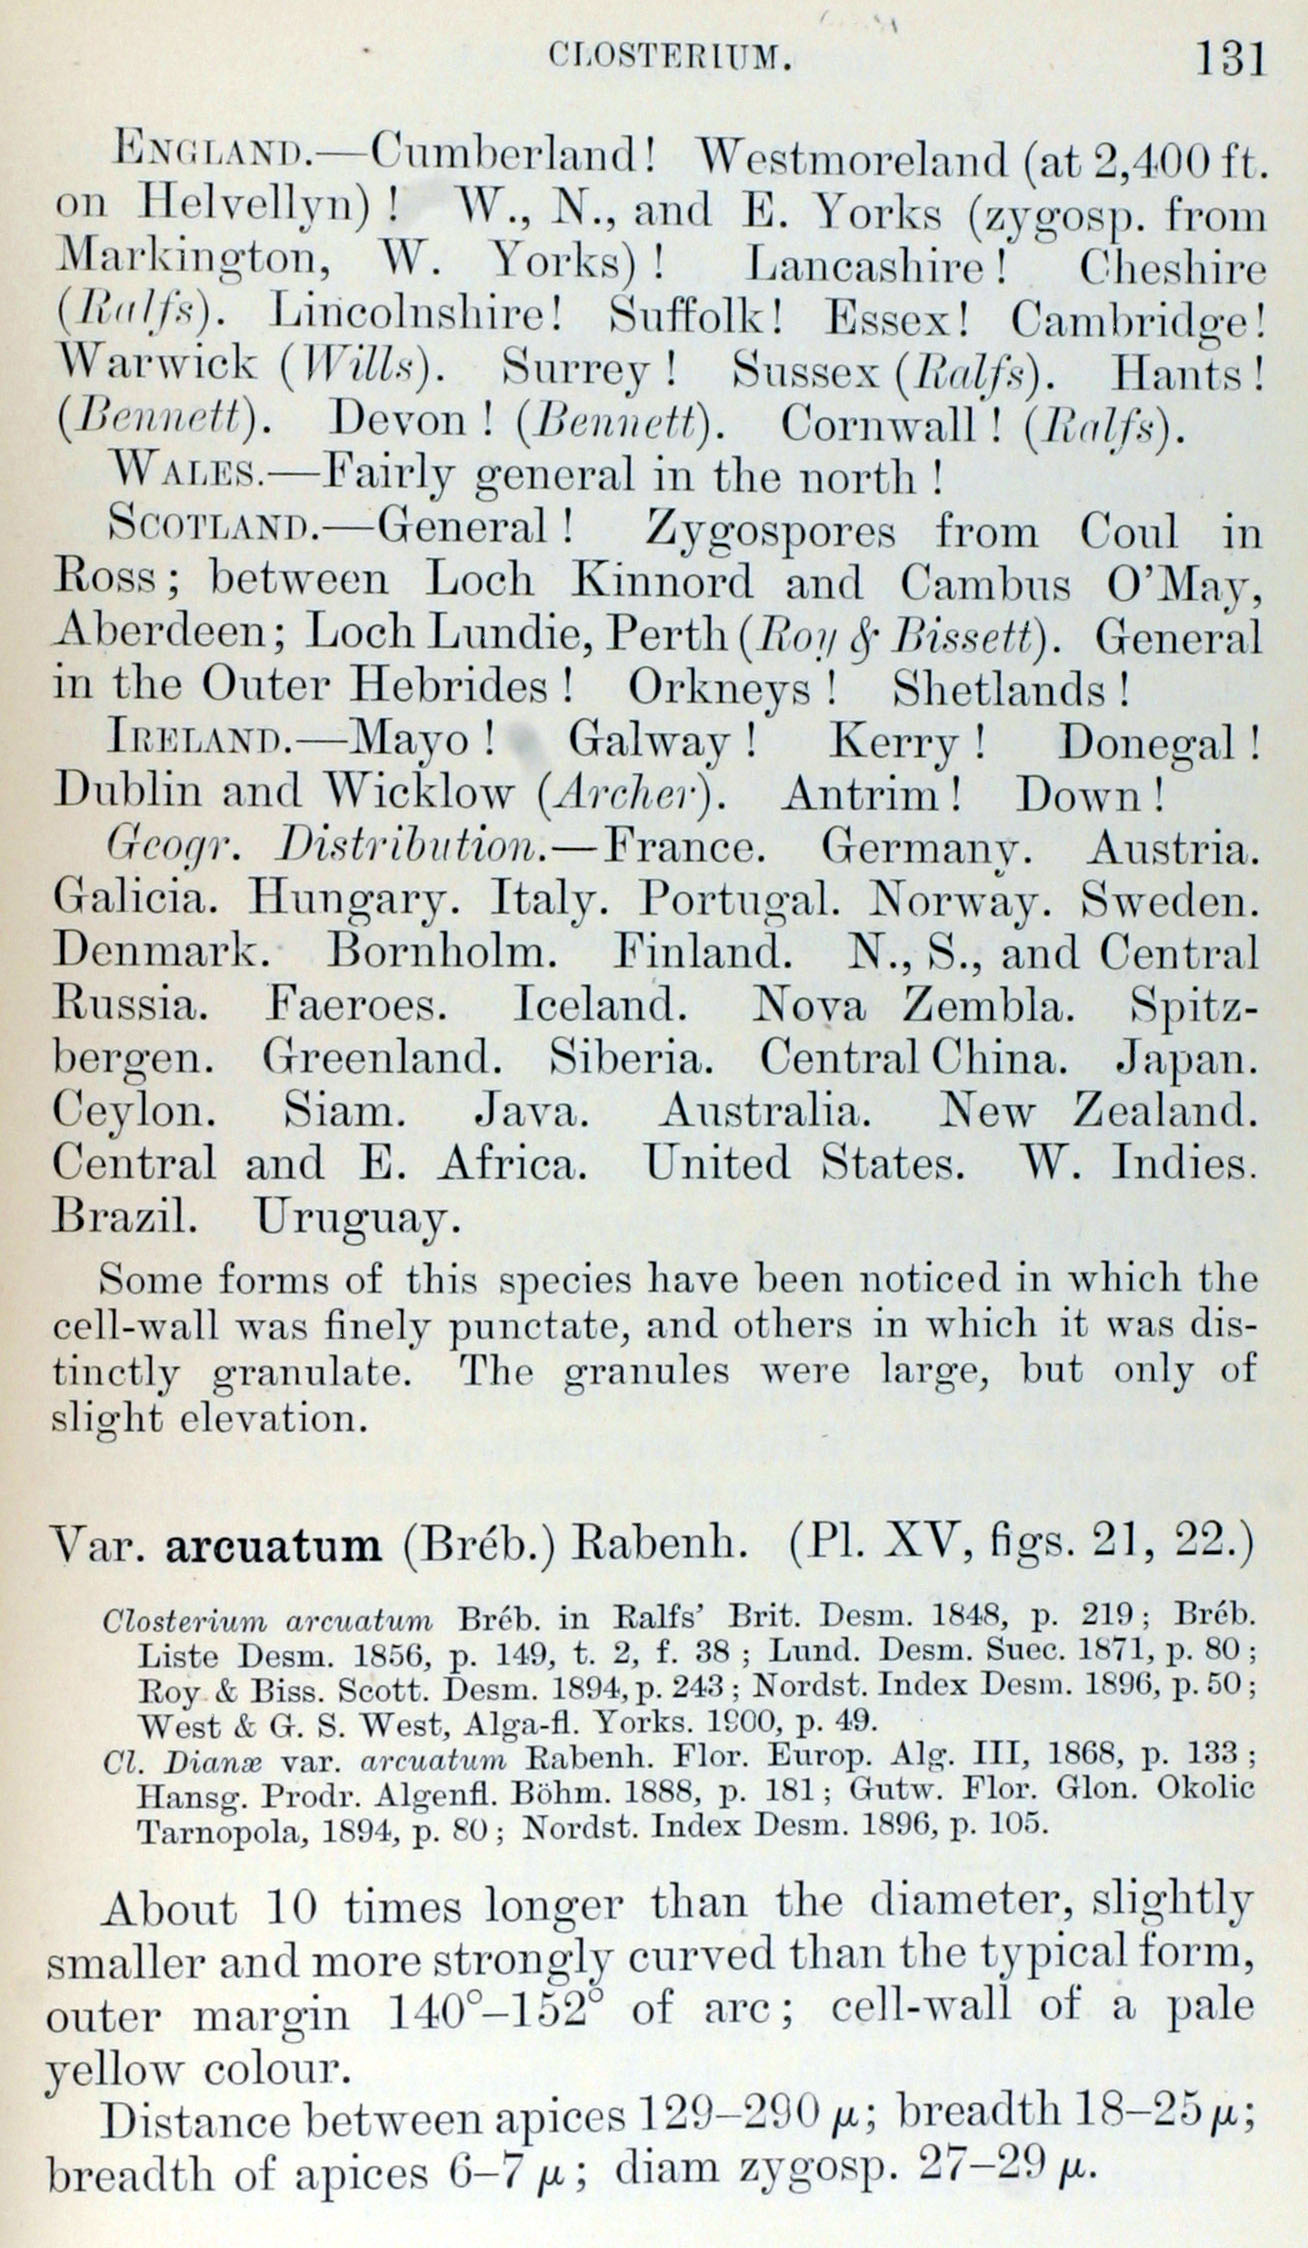 CLOSTERIUM. 131
ENGLAND.—Cumberland! Westmoreland (at 2,400 ft.
on Helvellyn)! W., N., and E. Yorks (zygosp. from
Markington, W. Yorks)! Lancashire! Cheshire
(Ralfs). Lincolnshire! Suffolk! Essex! Cambridge!
Warwick (Wills). Surrey! Sussex (Ralfs). Hants!
(Bennett). Devon! (Bennett). Cornwall! (Ralfs).
WALES.—Fairly general in the north!
SCOTLAND.—General! Zygospores from Coul in
Ross; between Loch Kinnord and Cambus O'May,
Aberdeen; Loch Lundie, Perth (Roy & Bissett). General
in the Outer Hebrides! Orkneys! Shetlands!
IRELAND.—Mayo! Galway! Kerry! Donegal!
Dublin and Wicklow (Archer). Antrim! Down!
Geogr. Distribution.—France. Germany. Austria.
Galicia. Hungary. Italy. Portugal. Norway. Sweden.
Denmark. Bornholm. Finland. N., S., and Central
Russia. Faeroes. Iceland. Nova Zembla. Spitz-
bergen. Greenland. Siberia. Central China. Japan.
Ceylon. Siam. Java. Australia. New Zealand.
Central and E. Africa. United States. W. Indies.
Brazil. Uruguay.
Some forms of this species have been noticed in which the
cell-wall was finely punctate, and others in which it was dis-
tinctly granulate. The granules were large, but only of
slight elevation.
Var. arcuatum (Bréb.) Rabenh. (Pl. XV, figs. 21, 22.)
Closterium arcuatum Bréb. in Ralfs' Brit. Desm. 1848, p. 219; Bréb.
Liste Desm. 1856, p. 149, t. 2, f. 38; Lund. Desm. Suec. 1871, p. 80;
Roy & Biss. Scott. Desm. 1894, p. 243; Nordst. Index Desm. 1896, p. 50;
West & G. S. West, Alga-fl. Yorks. 1900, p. 49.
Cl. Dianæ var. arcuatum Rabenh. Flor. Europ. Alg. III, 1868, p. 133;
Hansg. Prodr. Algenfl. Böhm. 1888, p. 181; Gutw. Flor. Glon. Okolic
Tarnopola, 1894, p. 80; Nordst. Index Desm. 1896, p. 105.
About 10 times longer than the diameter, slightly
smaller and more strongly curved than the typical form,
outer margin 140°–152° of arc; cell-wall of a pale
yellow colour.
Distance between apices 129–290 μ; breadth 18–25 μ;
breadth of apices 6–7 μ; diam zygosp. 27–29 μ.